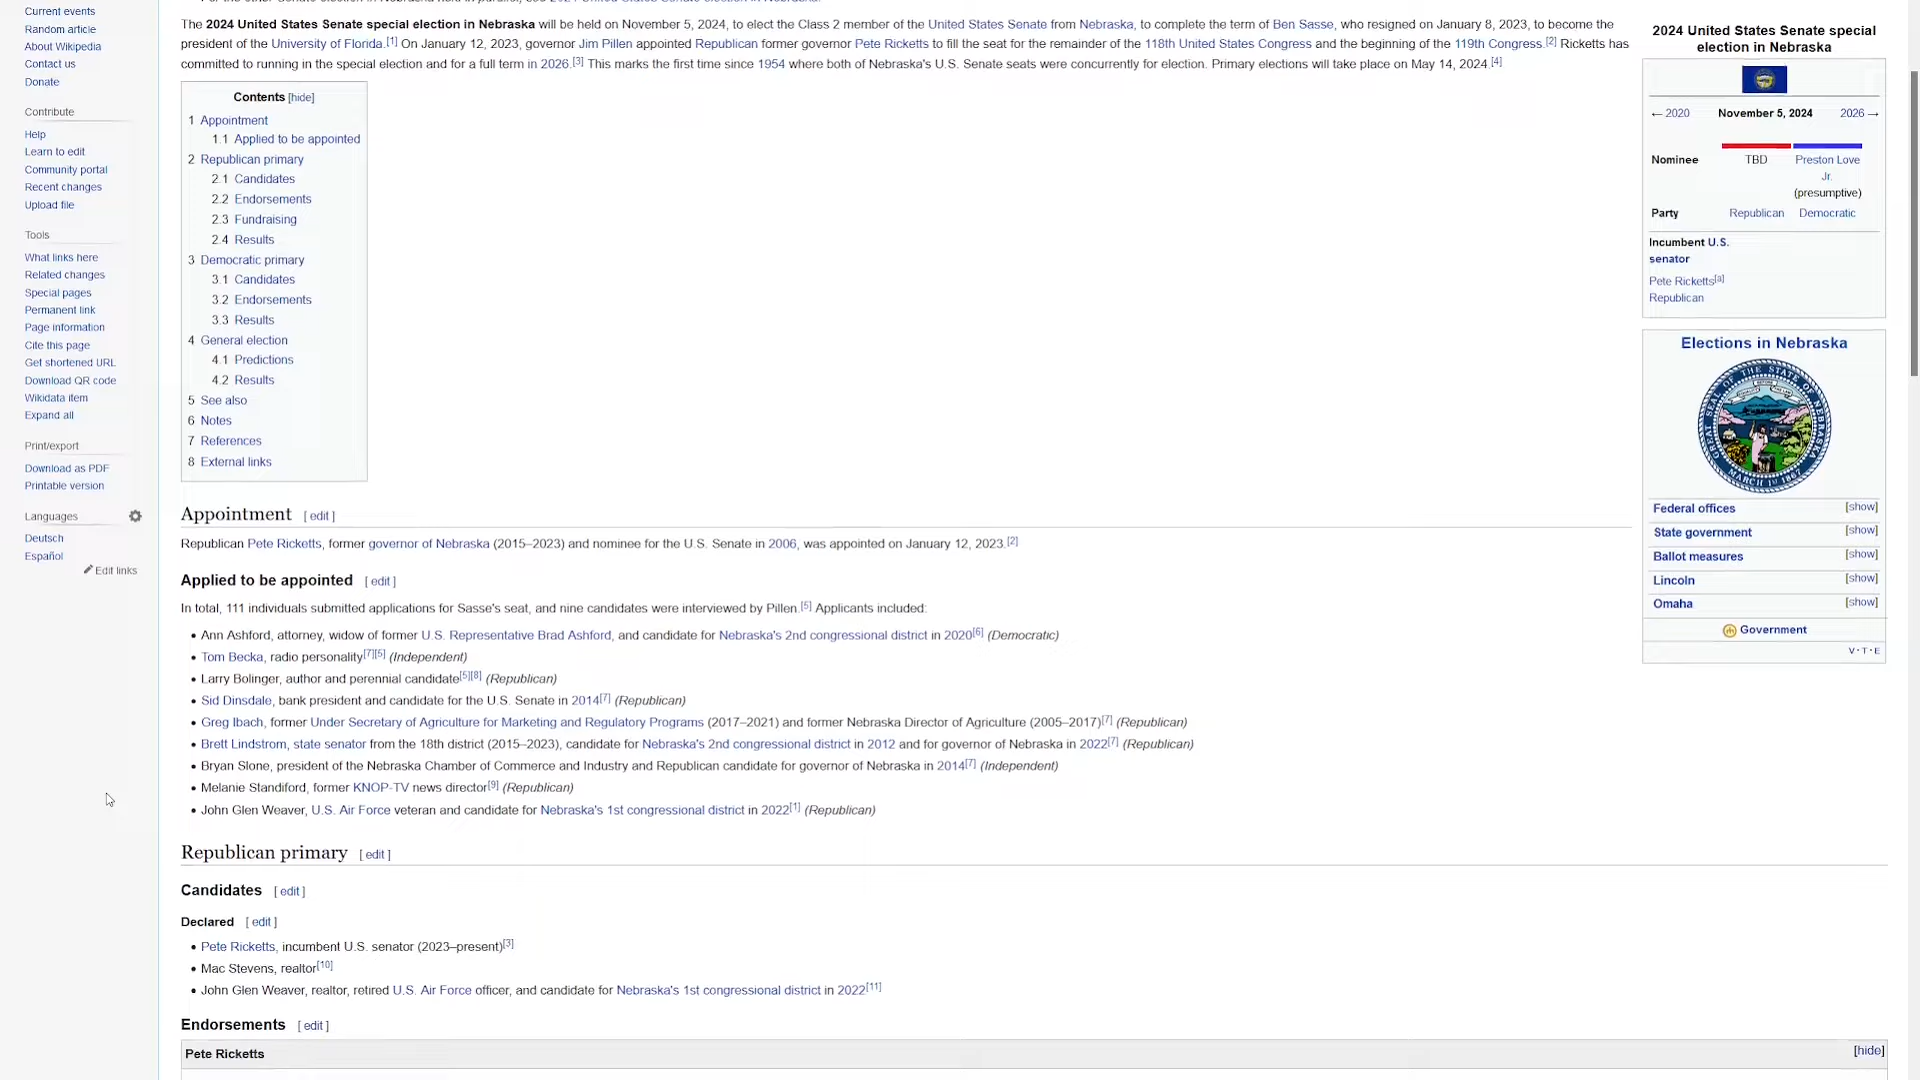 Current events
Random article
About Wikipedia
Contact us
Donate
Contribute
Help
Learn to edit
Community portal
Recent changes
Upload file
Tools
What links here
Related changes
Special pages
Permanent link
Page information
Cite this page
Get shortened URL
Download QR code
Wikidata item
Expand all
Print/export
Download as PDF
Printable version
Languages
Deutsch
Español
Edit links
The 2024 United States Senate special election in Nebraska will be held on November 5, 2024, to elect the Class 2 member of the United States Senate from Nebraska, to complete the term of Ben Sasse, who resigned on January 8, 2023, to become the
president of the University of Florida.[1] On January 12, 2023, governor Jim Pillen appointed Republican former governor Pete Ricketts to fill the seat for the remainder of the 118th United States Congress and the beginning of the 119th Congress.[2] Ricketts has
committed to running in the special election and for a full term in 2026.[3] This marks the first time since 1954 where both of Nebraska's U.S. Senate seats were concurrently for election. Primary elections will take place on May 14, 2024.[4]
Contents [hide]
1 Appointment
1.1 Applied to be appointed
2 Republican primary
2.1 Candidates
2.2 Endorsements
2.3 Fundraising
2.4 Results
3 Democratic primary
3.1 Candidates
3.2 Endorsements
3.3 Results
4 General election
4.1 Predictions
4.2 Results
5 See also
6 Notes
7 References
8 External links
Appointment [ edit ]
Republican Pete Ricketts, former governor of Nebraska (2015–2023) and nominee for the U.S. Senate in 2006, was appointed on January 12, 2023.[2]
Applied to be appointed [ edit ]
In total, 111 individuals submitted applications for Sasse's seat, and nine candidates were interviewed by Pillen.[5] Applicants included:
• Ann Ashford, attorney, widow of former U.S. Representative Brad Ashford, and candidate for Nebraska's 2nd congressional district in 2020[6] (Democratic)
• Tom Becka, radio personality[7][5] (Independent)
• Larry Bolinger, author and perennial candidate[5][8] (Republican)
• Sid Dinsdale, bank president and candidate for the U.S. Senate in 2014[7] (Republican)
• Greg Ibach, former Under Secretary of Agriculture for Marketing and Regulatory Programs (2017–2021) and former Nebraska Director of Agriculture (2005–2017)[7] (Republican)
• Brett Lindstrom, state senator from the 18th district (2015–2023), candidate for Nebraska's 2nd congressional district in 2012 and for governor of Nebraska in 2022[7] (Republican)
• Bryan Slone, president of the Nebraska Chamber of Commerce and Industry and Republican candidate for governor of Nebraska in 2014[7] (Independent)
• Melanie Standiford, former KNOP-TV news director[9] (Republican)
• John Glen Weaver, U.S. Air Force veteran and candidate for Nebraska's 1st congressional district in 2022[1] (Republican)
Republican primary [ edit ]
Candidates [ edit ]
Declared [ edit ]
• Pete Ricketts, incumbent U.S. senator (2023–present)[3]
• Mac Stevens, realtor[10]
• John Glen Weaver, realtor, retired U.S. Air Force officer, and candidate for Nebraska's 1st congressional district in 2022[11]
Endorsements [ edit ]
Pete Ricketts [hide]
2024 United States Senate special
election in Nebraska
← 2020 November 5, 2024 2026 →
Nominee TBD Preston Love
Jr.
(presumptive)
Party Republican Democratic
Incumbent U.S.
senator
Pete Ricketts[a]
Republican
Elections in Nebraska
GREAT SEAL OF THE STATE OF NEBRASKA
MARCH 1ST 1867
Federal offices [show]
State government [show]
Ballot measures [show]
Lincoln [show]
Omaha [show]
Government
V · T · E